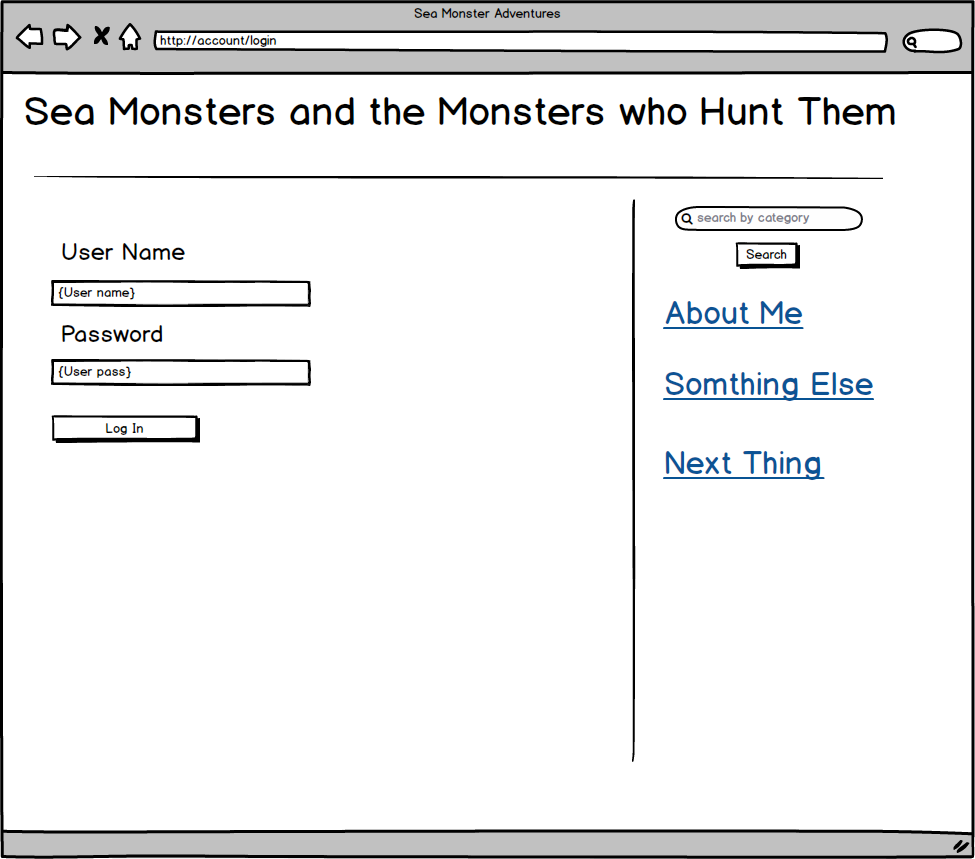 Sea Monster Adventures
http://account/login
Sea Monsters and the Monsters who Hunt Them
User Name
{User name}
Password
{User pass}
Log In
search by category
Search
About Me
Somthing Else
Next Thing